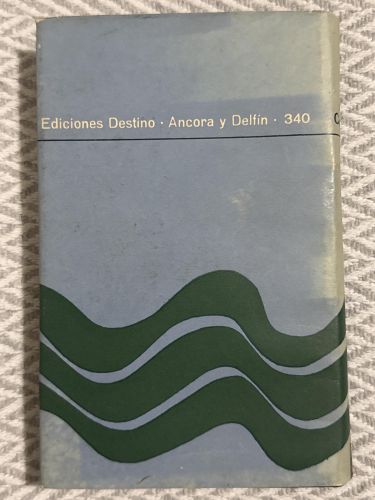 Ediciones Destino · Ancora y Delfín · 340